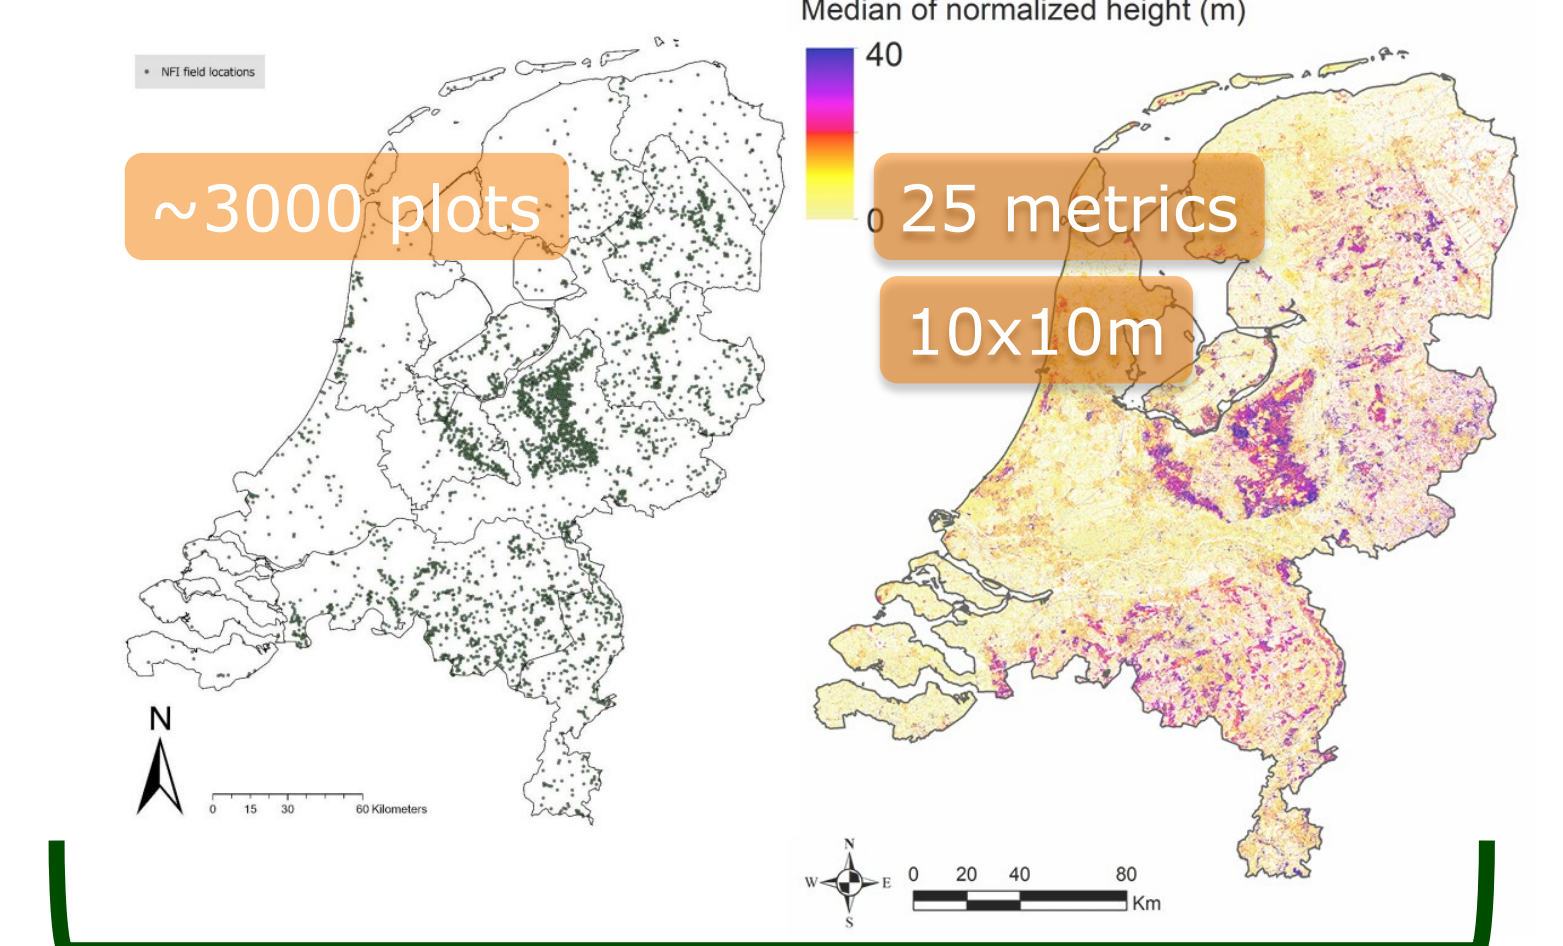 NFI field locations
~3000 plots
N
0 15 30 60 Kilometers
Median of normalized height (m)
40
0
25 metrics
10x10m
N
W E
S
0 20 40 80
Km